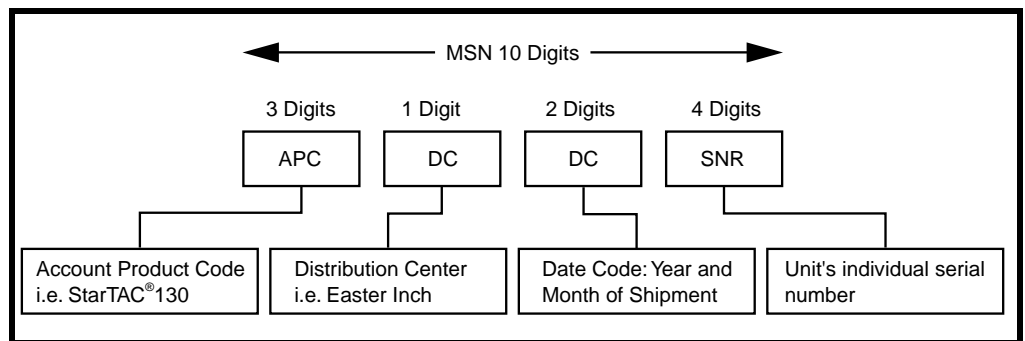 MSN 10 Digits
3 Digits
1 Digit
2 Digits
4 Digits
APC
DC
DC
SNR
Account Product Code
i.e. StarTAC®130
Distribution Center
i.e. Easter Inch
Date Code: Year and
Month of Shipment
Unit's individual serial
number